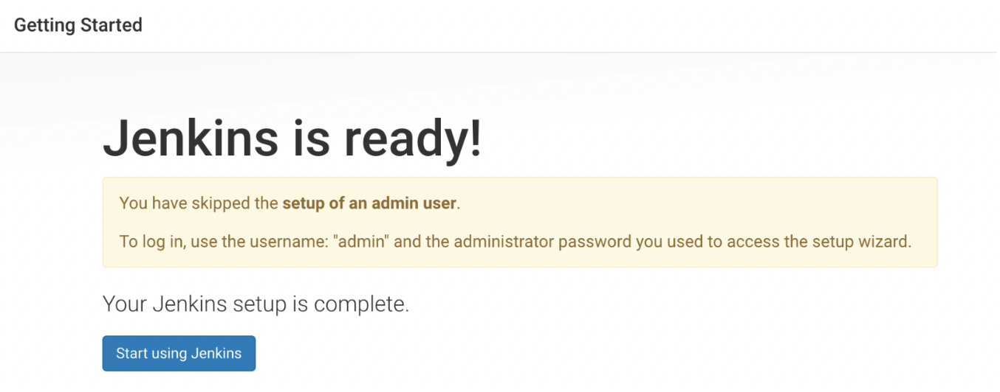 Getting Started
Jenkins is ready!
You have skipped the setup of an admin user.
To log in, use the username: "admin" and the administrator password you used to access the setup wizard.
Your Jenkins setup is complete.
Start using Jenkins